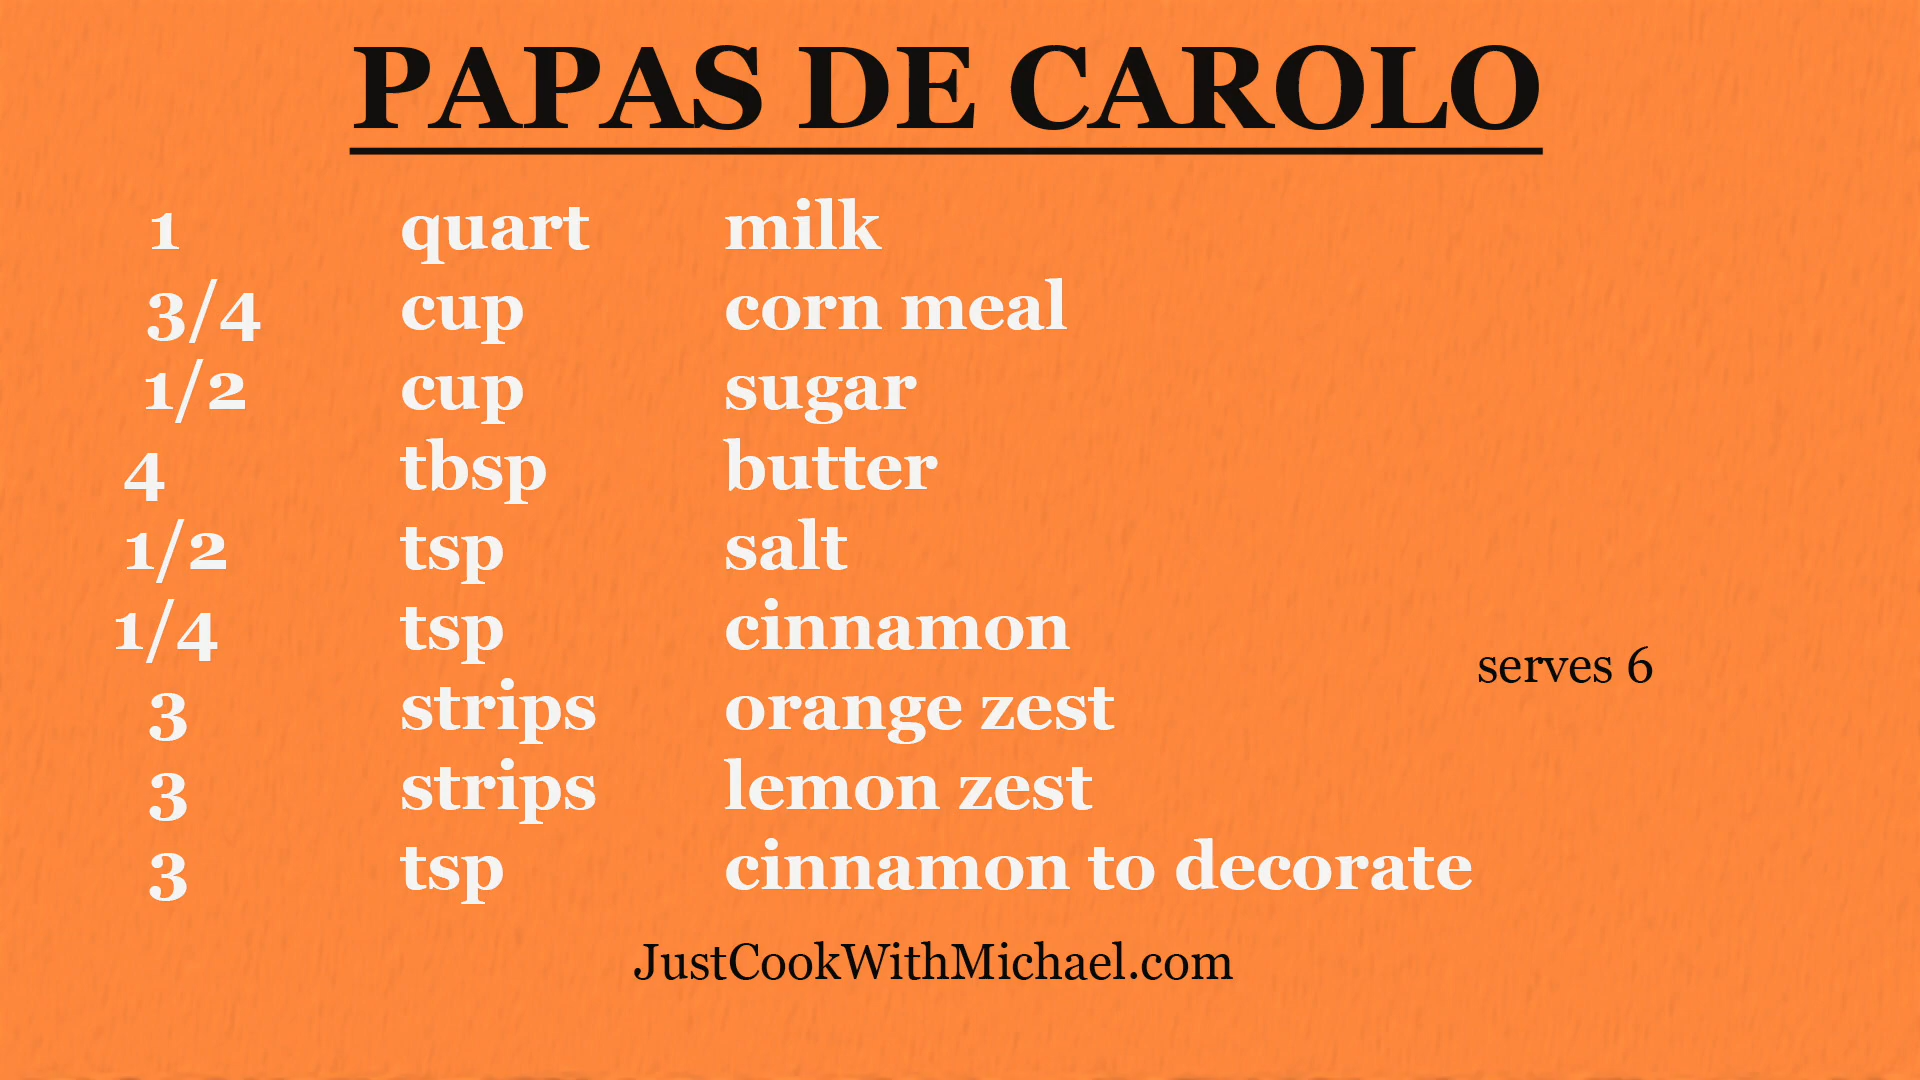 PAPAS DE CAROLO
1 quart milk
3/4 cup corn meal
1/2 cup sugar
4 tbsp butter
1/2 tsp salt
1/4 tsp cinnamon
serves 6
3 strips orange zest
3 strips lemon zest
3 tsp cinnamon to decorate
JustCookWithMichael.com